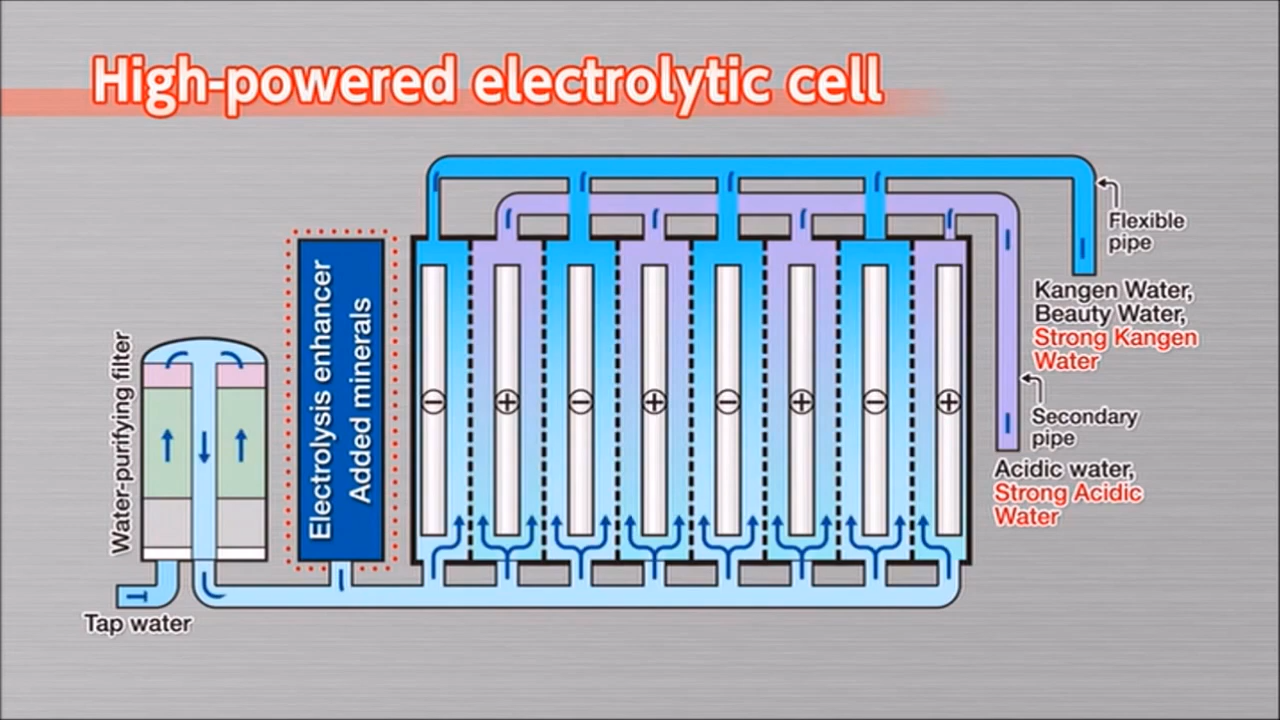 High-powered electrolytic cell
Flexible
pipe
Kangen Water,
Beauty Water,
Strong Kangen
Water
Secondary
pipe
Acidic water,
Strong Acidic
Water
Electrolysis enhancer
Added minerals
Water-purifying filter
Tap water
− + − + − + − +